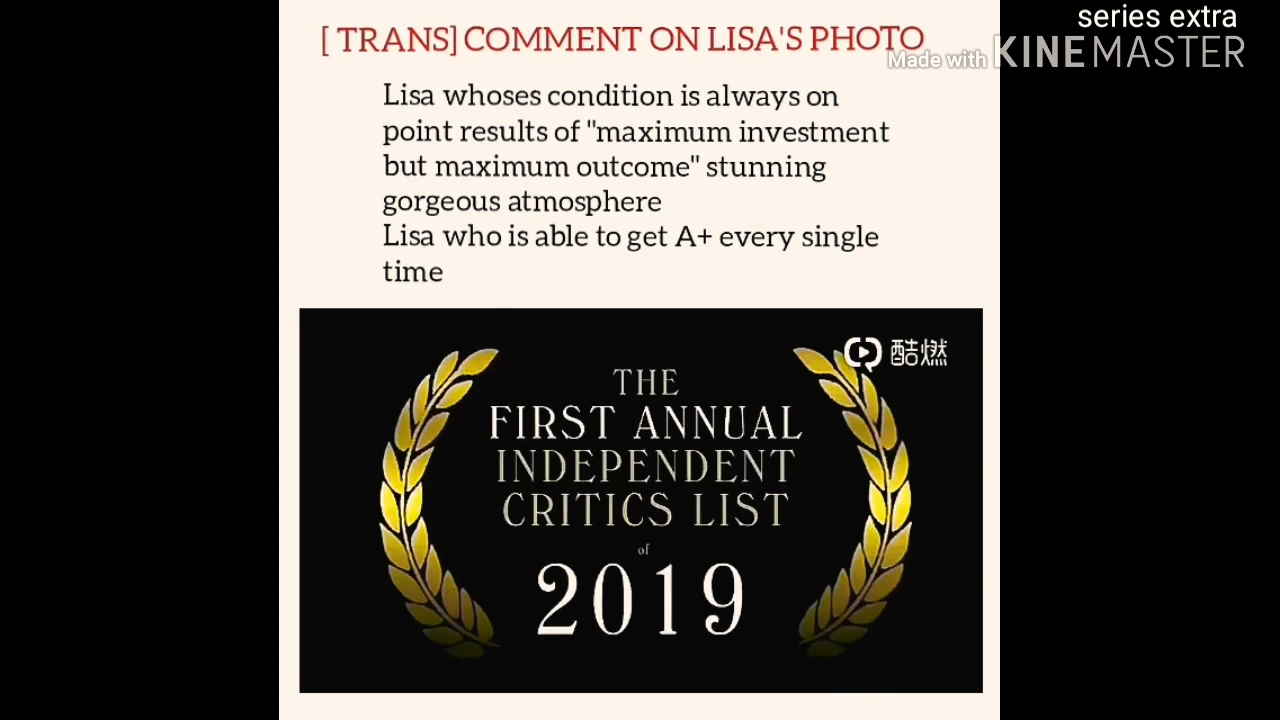 series extra
Made with KINEMASTER
[ TRANS] COMMENT ON LISA'S PHOTO
Lisa whoses condition is always on
point results of "maximum investment
but maximum outcome" stunning
gorgeous atmosphere
Lisa who is able to get A+ every single
time
酷燃
THE
FIRST ANNUAL
INDEPENDENT
CRITICS LIST
of
2019